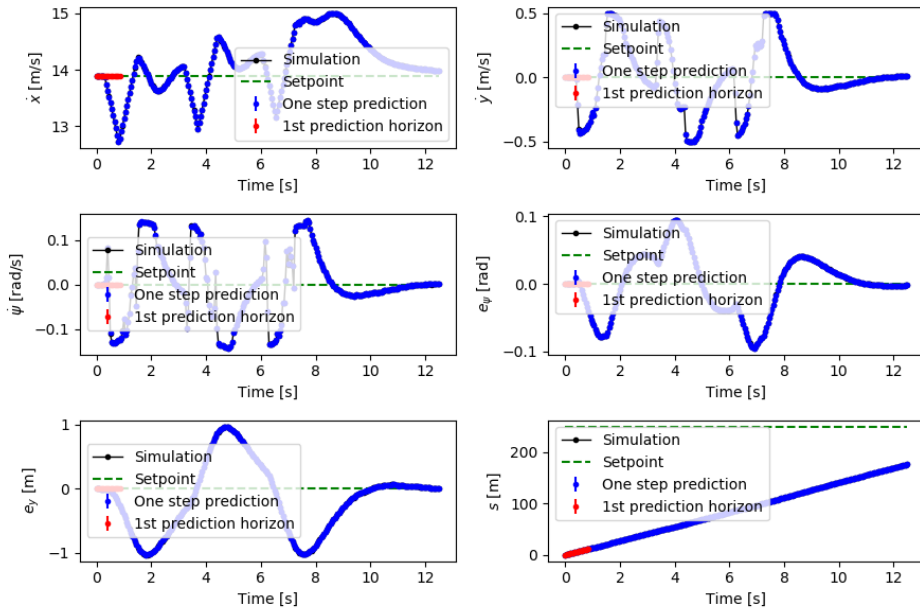 15
14
13
ẋ [m/s]
Simulation
Setpoint
One step prediction
1st prediction horizon
0 2 4 6 8 10 12
Time [s]
0.5
0.0
−0.5
ẏ [m/s]
Simulation
Setpoint
One step prediction
1st prediction horizon
0 2 4 6 8 10 12
Time [s]
0.1
0.0
−0.1
ψ̇ [rad/s]
Simulation
Setpoint
One step prediction
1st prediction horizon
0 2 4 6 8 10 12
Time [s]
0.1
0.0
−0.1
eψ [rad]
Simulation
Setpoint
One step prediction
1st prediction horizon
0 2 4 6 8 10 12
Time [s]
1
0
−1
ey [m]
Simulation
Setpoint
One step prediction
1st prediction horizon
0 2 4 6 8 10 12
Time [s]
200
100
0
s [m]
Simulation
Setpoint
One step prediction
1st prediction horizon
0 2 4 6 8 10 12
Time [s]